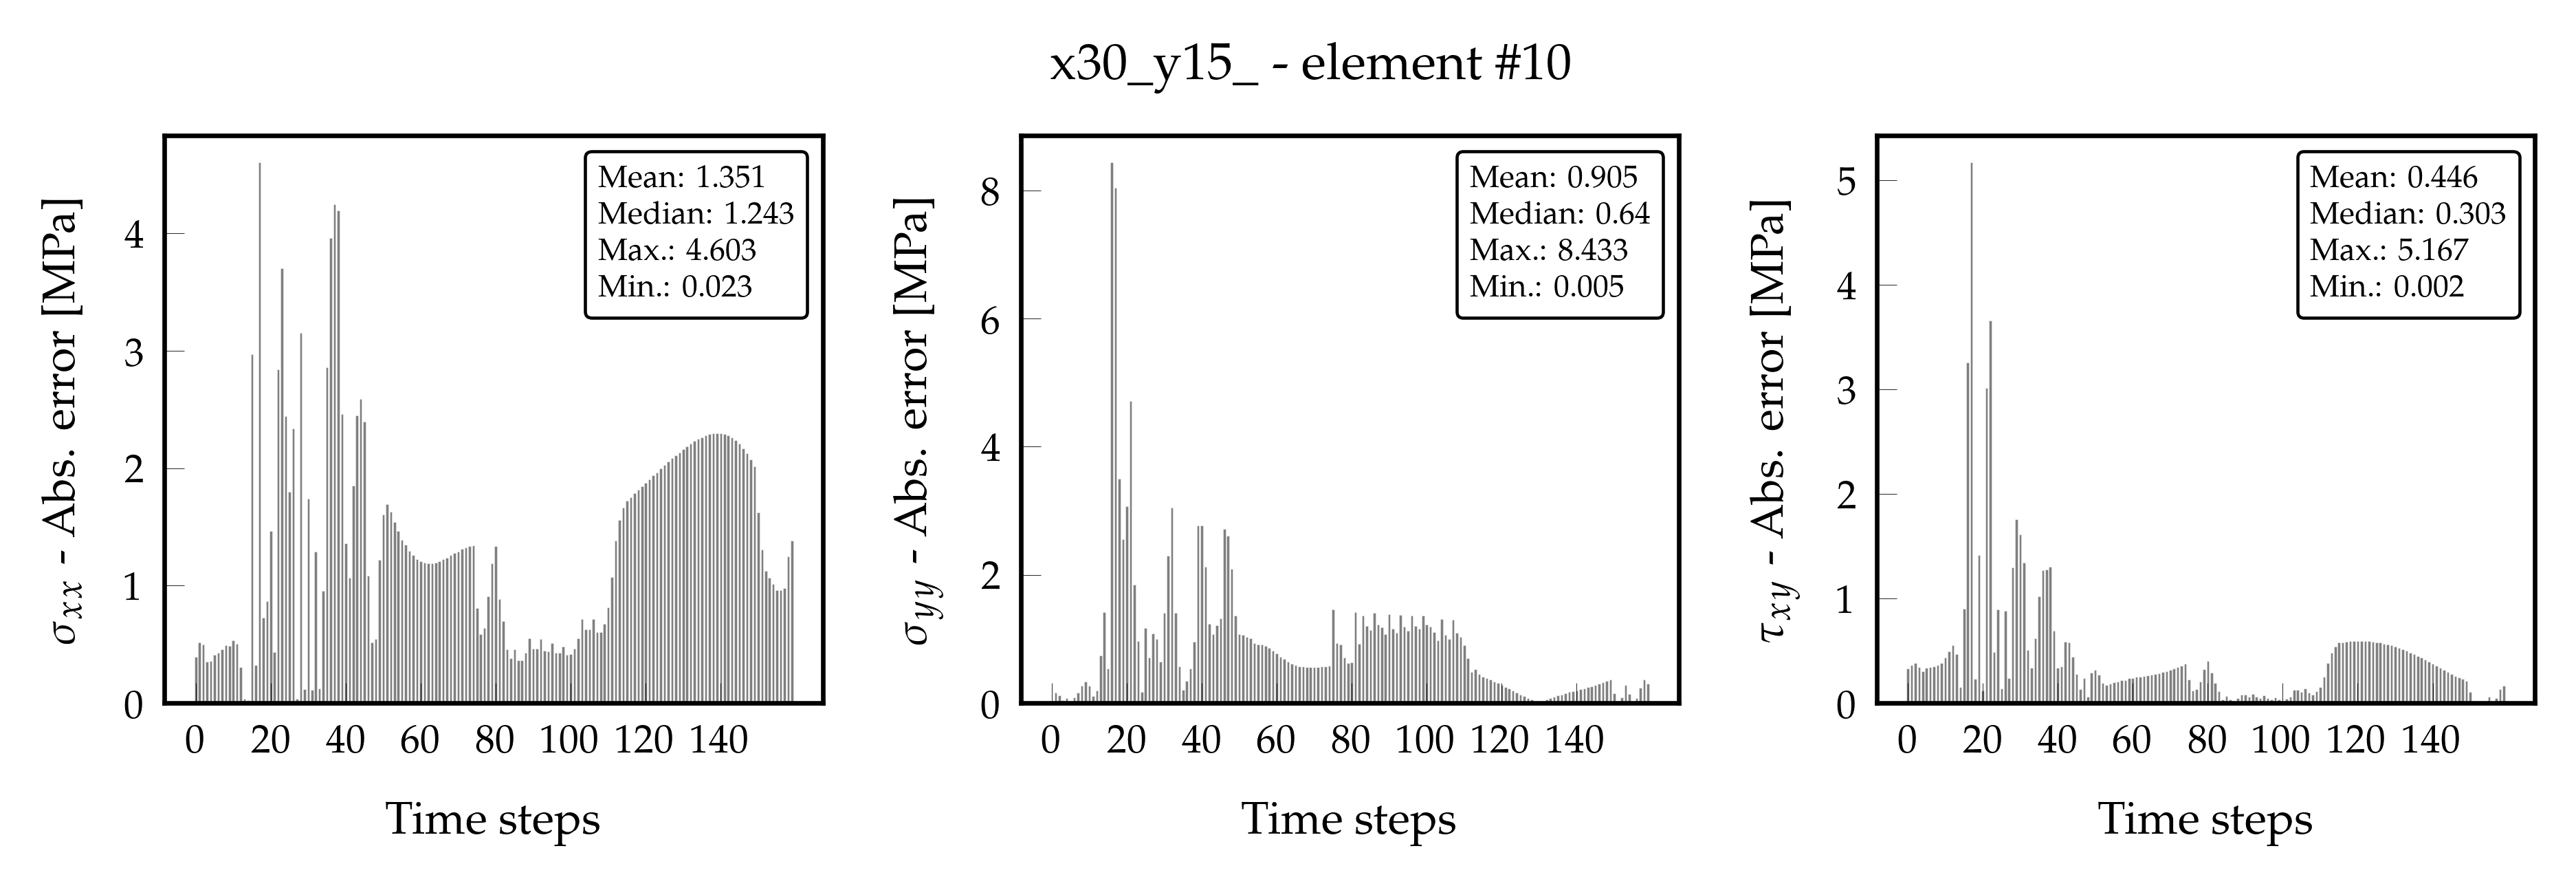 x30_y15_ - element #10
σxx - Abs. error [MPa]
4
3
2
1
0
Mean: 1.351
Median: 1.243
Max.: 4.603
Min.: 0.023
0 20 40 60 80 100 120 140
Time steps
σyy - Abs. error [MPa]
8
6
4
2
0
Mean: 0.905
Median: 0.64
Max.: 8.433
Min.: 0.005
0 20 40 60 80 100 120 140
Time steps
τxy - Abs. error [MPa]
5
4
3
2
1
0
Mean: 0.446
Median: 0.303
Max.: 5.167
Min.: 0.002
0 20 40 60 80 100 120 140
Time steps